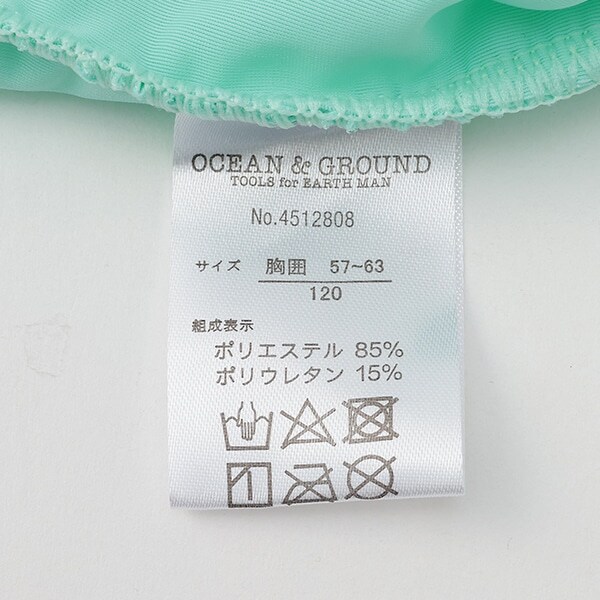 OCEAN & GROUND
TOOLS for EARTH MAN
No.4512808
サイズ 胸囲 57~63
120
組成表示
ポリエステル 85%
ポリウレタン 15%